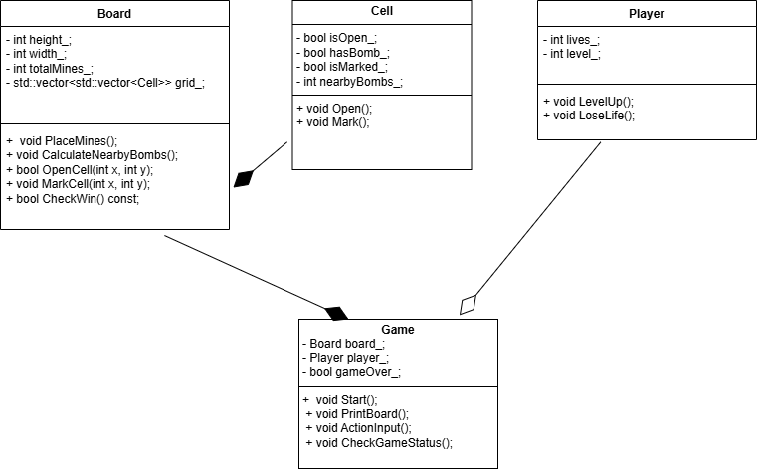 Board
- int height_;
- int width_;
- int totalMines_;
- std::vector<std::vector<Cell>> grid_;
+  void PlaceMines();
+ void CalculateNearbyBombs();
+ bool OpenCell(int x, int y);
+ void MarkCell(int x, int y);
+ bool CheckWin() const;
Cell
- bool isOpen_;
- bool hasBomb_;
- bool isMarked_;
- int nearbyBombs_;
+ void Open();
+ void Mark();
Player
- int lives_;
- int level_;
+ void LevelUp();
+ void LoseLife();
Game
- Board board_;
- Player player_;
- bool gameOver_;
+  void Start();
+ void PrintBoard();
+ void ActionInput();
+ void CheckGameStatus();